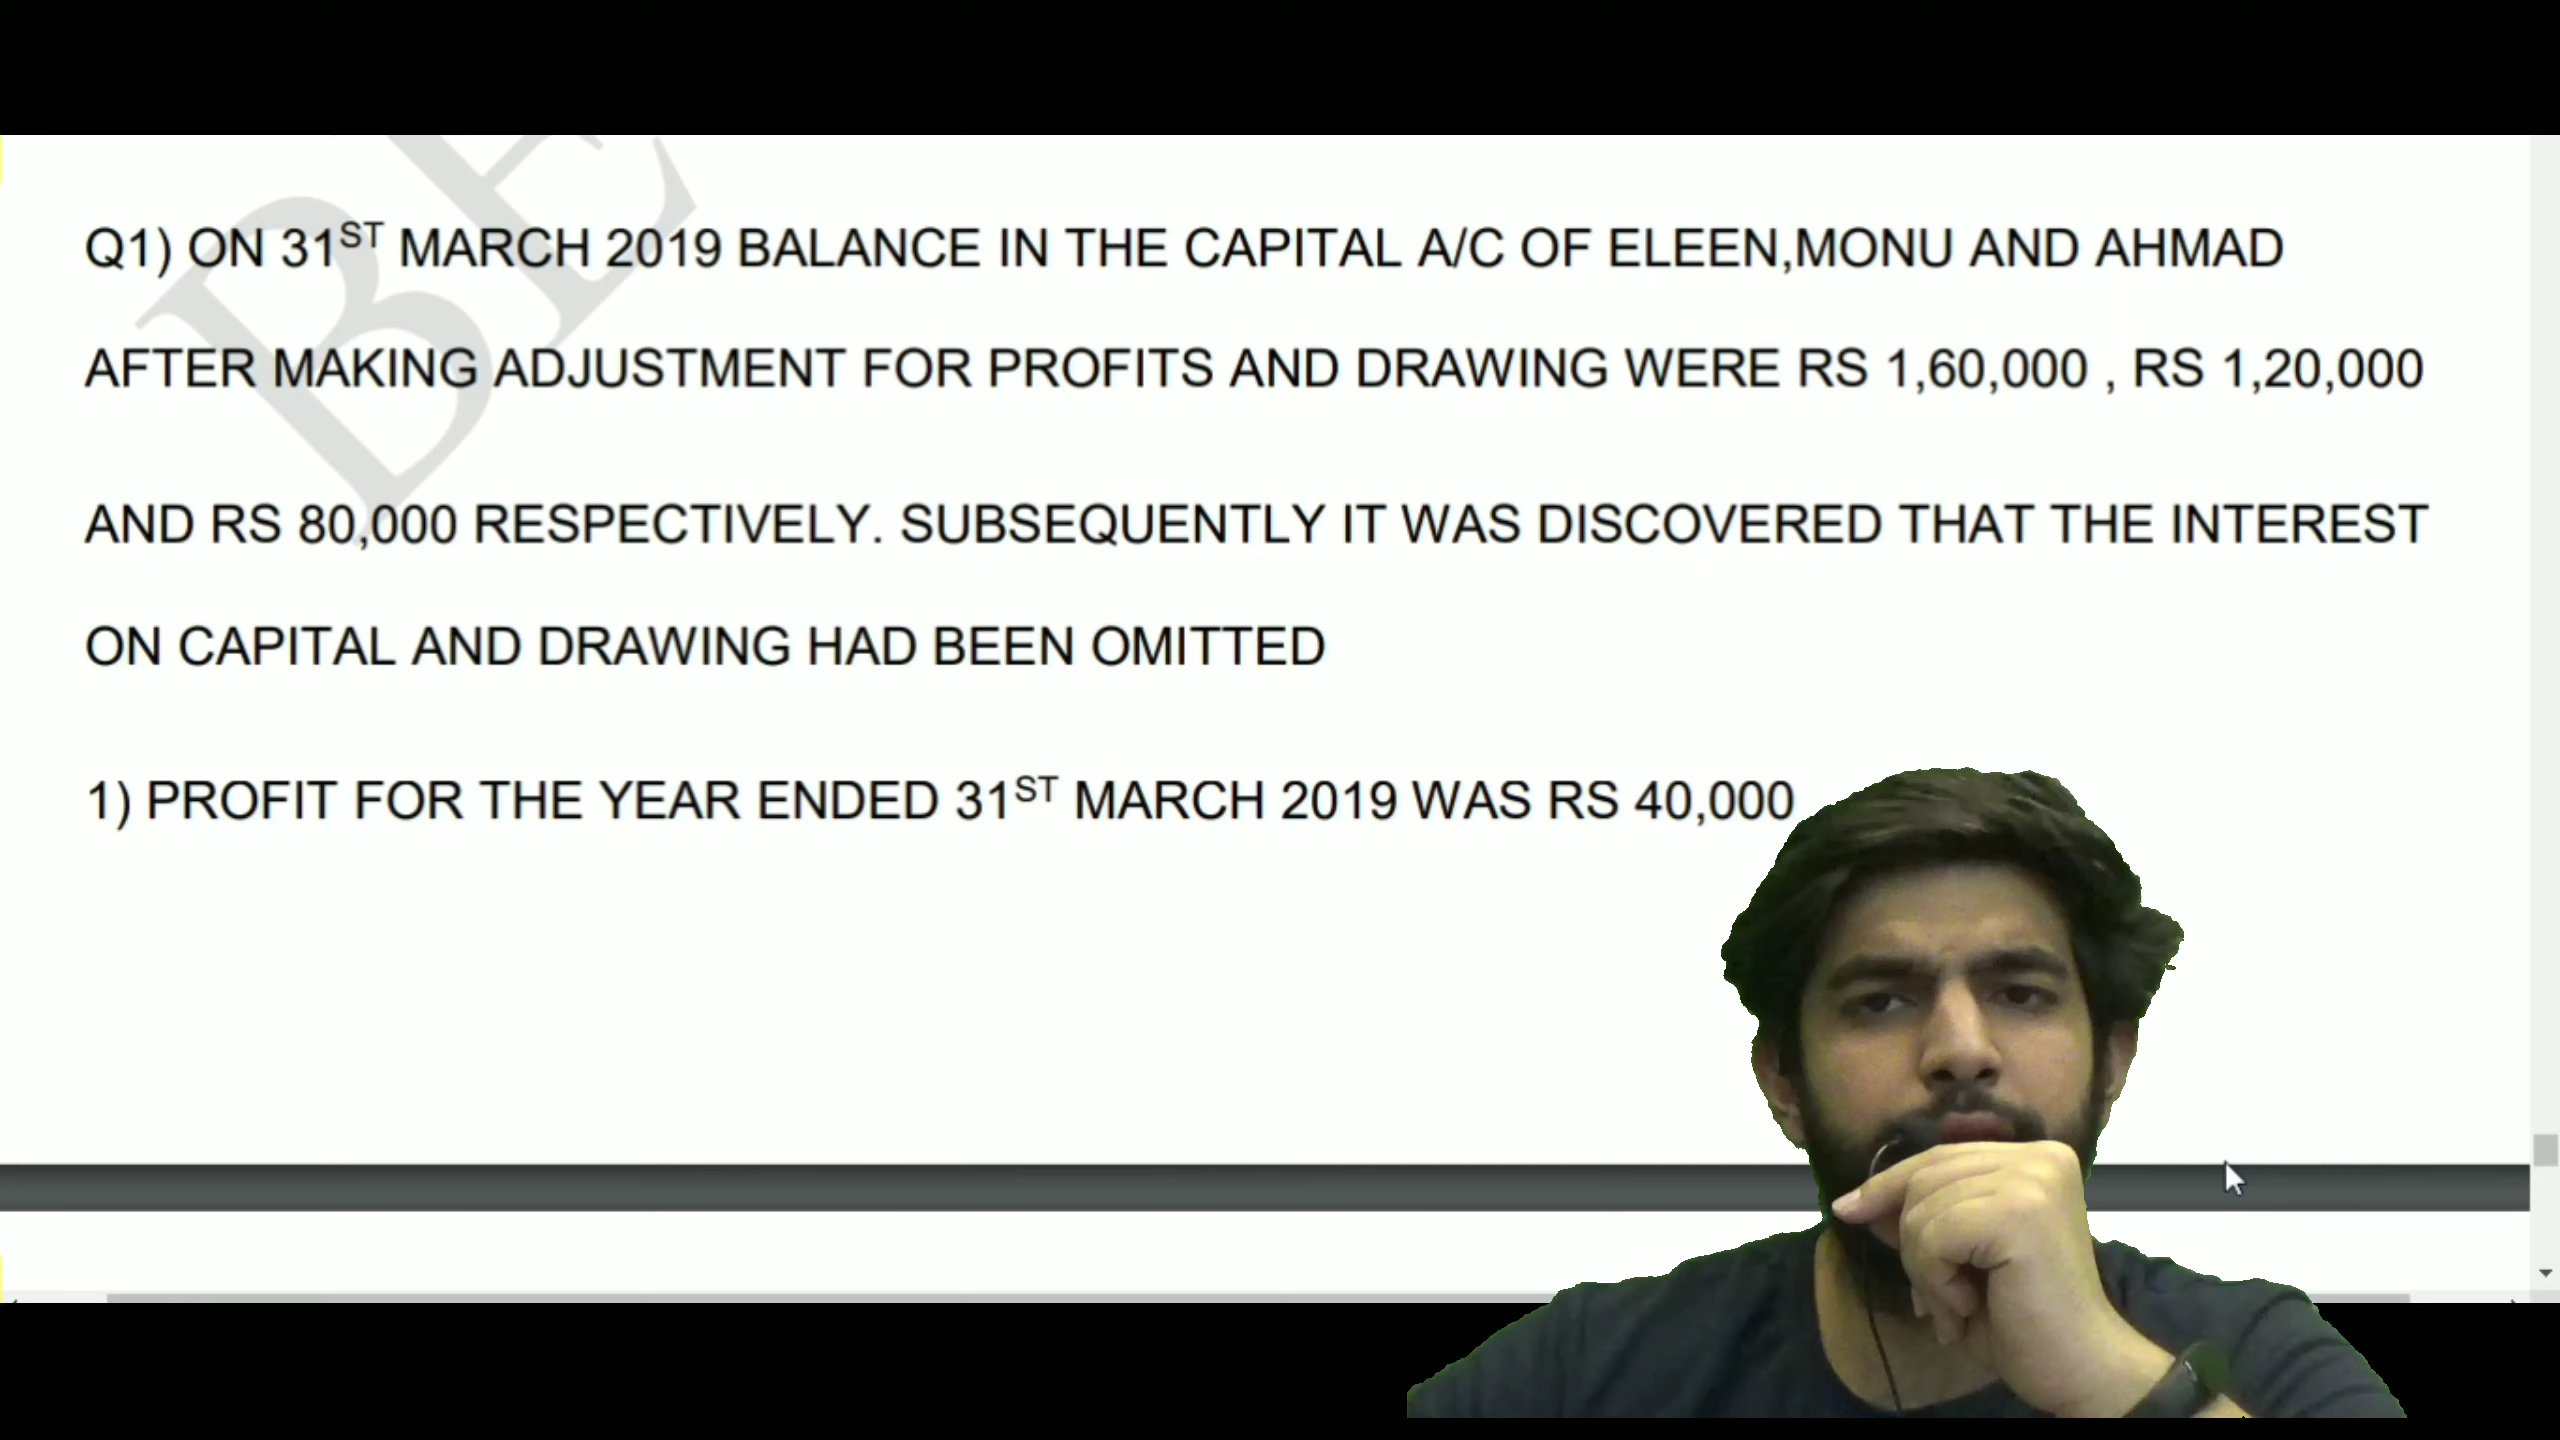 Q1) ON 31ST MARCH 2019 BALANCE IN THE CAPITAL A/C OF ELEEN,MONU AND AHMAD
AFTER MAKING ADJUSTMENT FOR PROFITS AND DRAWING WERE RS 1,60,000 , RS 1,20,000
AND RS 80,000 RESPECTIVELY. SUBSEQUENTLY IT WAS DISCOVERED THAT THE INTEREST
ON CAPITAL AND DRAWING HAD BEEN OMITTED
1) PROFIT FOR THE YEAR ENDED 31ST MARCH 2019 WAS RS 40,000